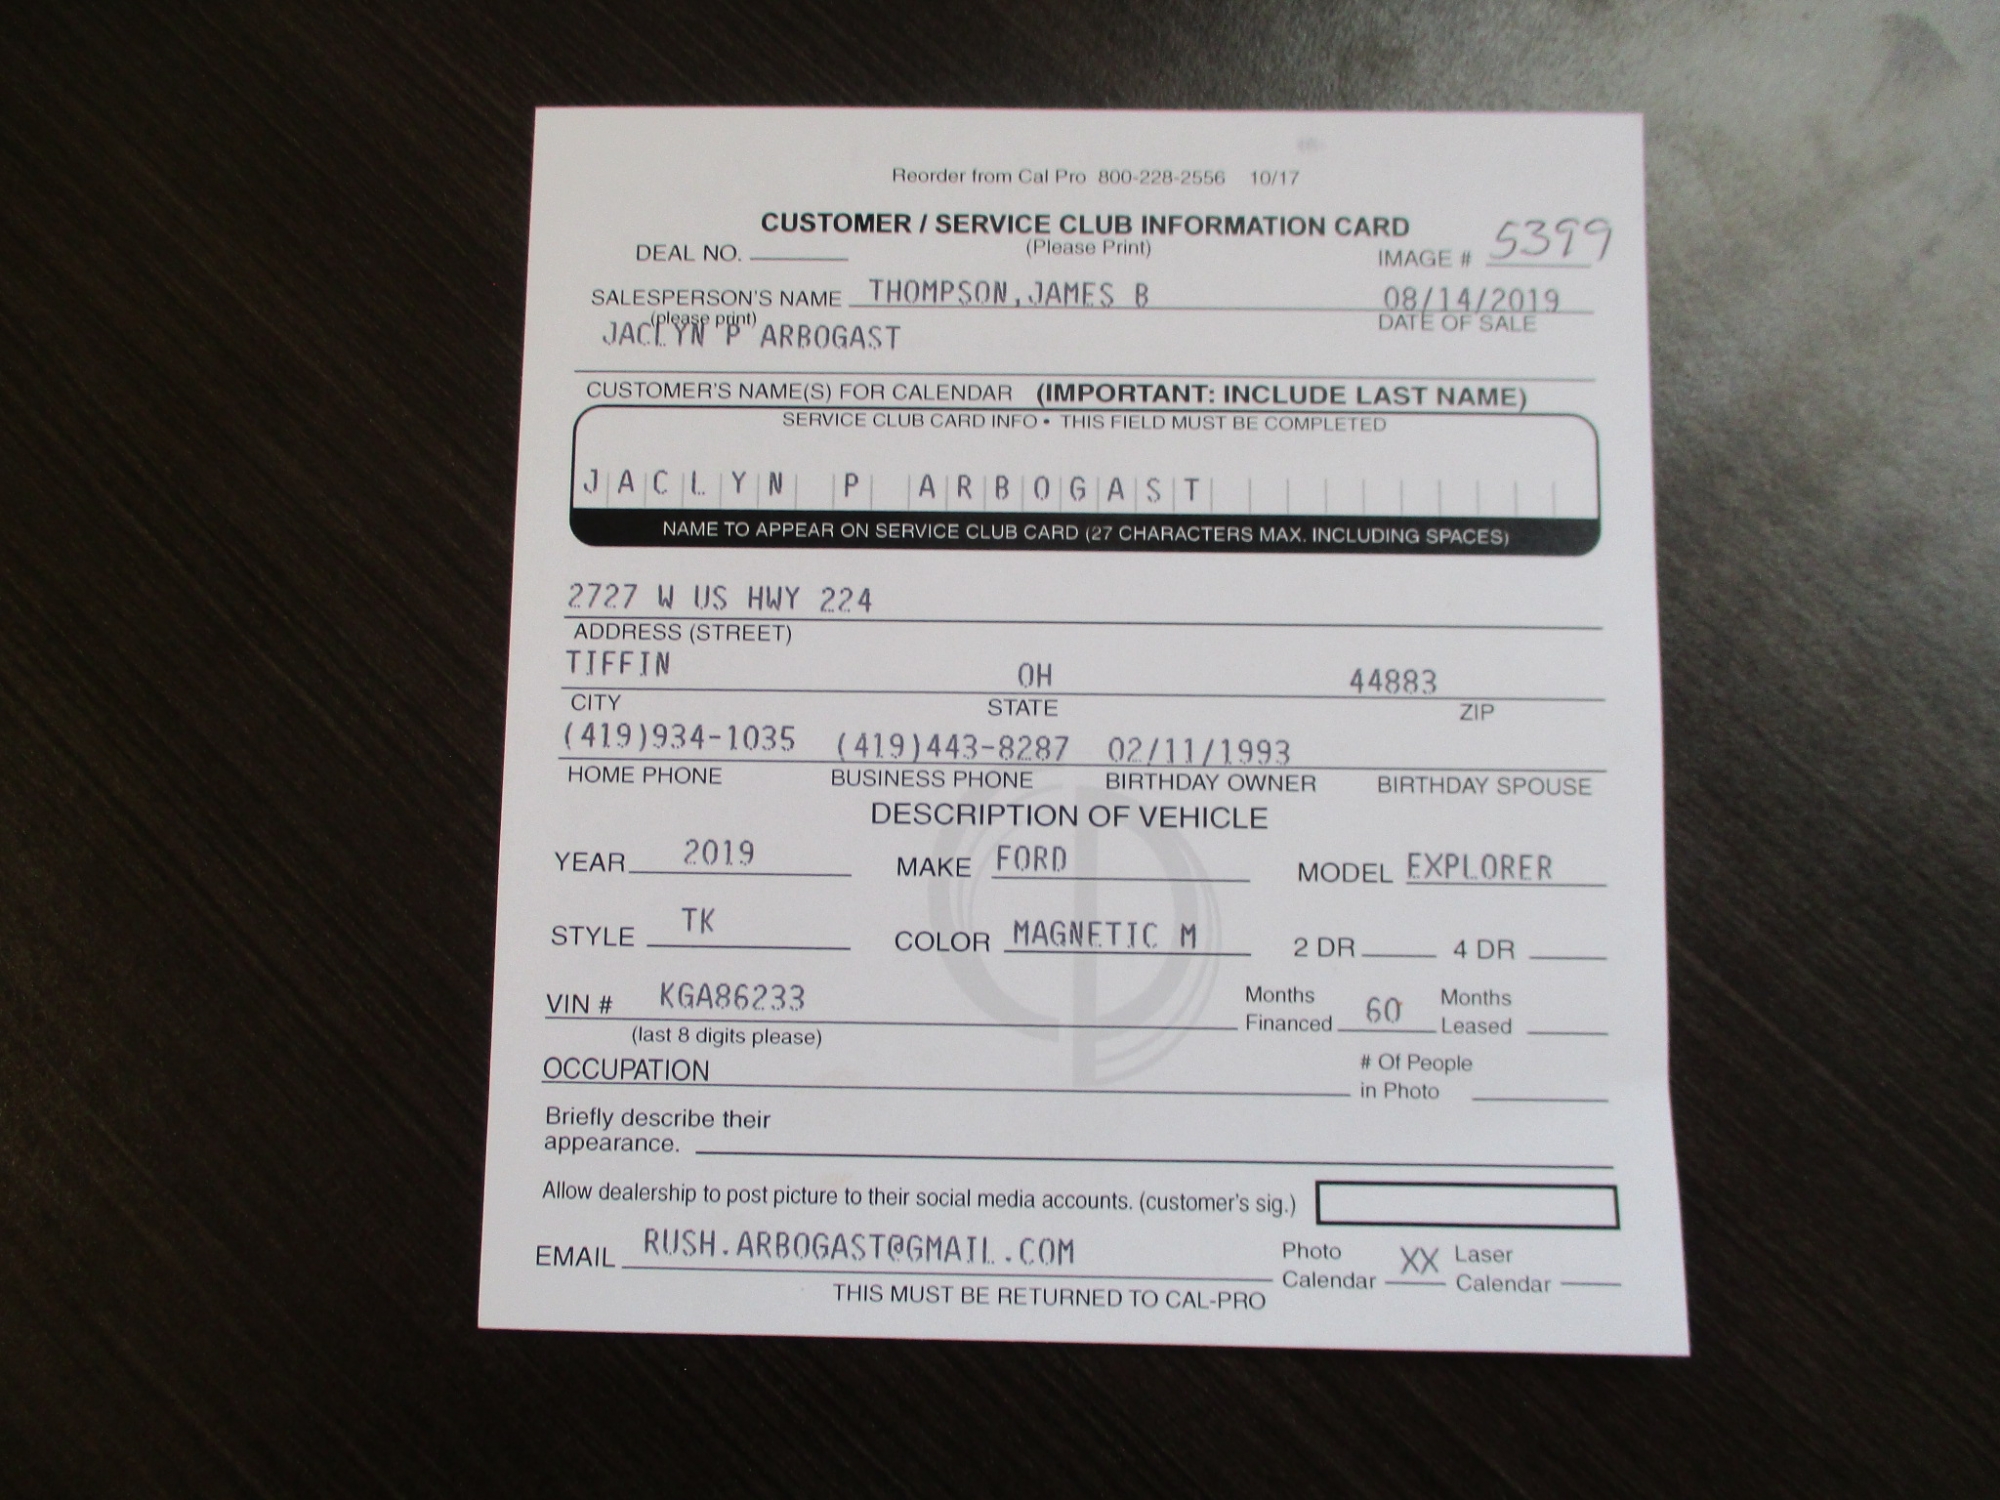 Reorder from Cal Pro 800-228-2556 10/17
CUSTOMER / SERVICE CLUB INFORMATION CARD
(Please Print)
DEAL NO.
IMAGE # 5399
SALESPERSON'S NAME THOMPSON,JAMES B 08/14/2019
(please print) DATE OF SALE
JACLYN P ARBOGAST
CUSTOMER'S NAME(S) FOR CALENDAR (IMPORTANT: INCLUDE LAST NAME)
SERVICE CLUB CARD INFO • THIS FIELD MUST BE COMPLETED
JACLYN P ARBOGAST
NAME TO APPEAR ON SERVICE CLUB CARD (27 CHARACTERS MAX. INCLUDING SPACES)
2727 W US HWY 224
ADDRESS (STREET)
TIFFIN OH 44883
CITY STATE ZIP
(419)934-1035 (419)443-8287 02/11/1993
HOME PHONE BUSINESS PHONE BIRTHDAY OWNER BIRTHDAY SPOUSE
DESCRIPTION OF VEHICLE
YEAR 2019 MAKE FORD MODEL EXPLORER
STYLE TK COLOR MAGNETIC M 2 DR 4 DR
VIN # KGA86233 Months Financed 60 Months Leased
(last 8 digits please)
OCCUPATION # Of People in Photo
Briefly describe their
appearance.
Allow dealership to post picture to their social media accounts. (customer's sig.)
EMAIL RUSH.ARBOGAST@GMAIL.COM Photo Calendar XX Laser Calendar
THIS MUST BE RETURNED TO CAL-PRO